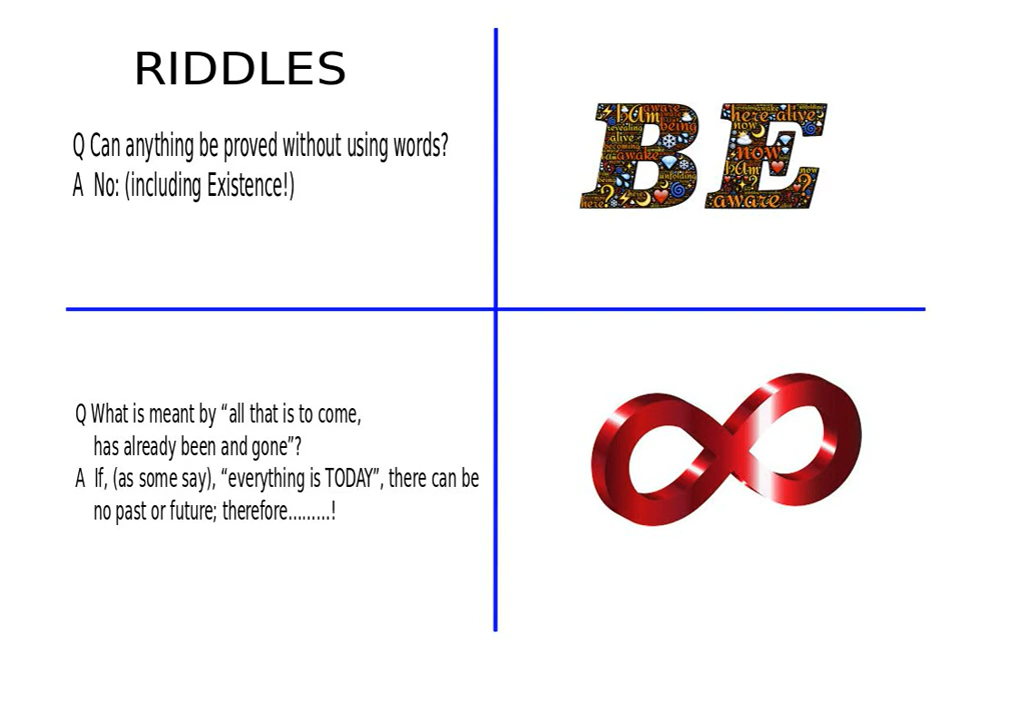 RIDDLES
Q Can anything be proved without using words?
A No: (including Existence!)
BE
Q What is meant by “all that is to come,
has already been and gone”?
A If, (as some say), “everything is TODAY”, there can be
no past or future; therefore.........!